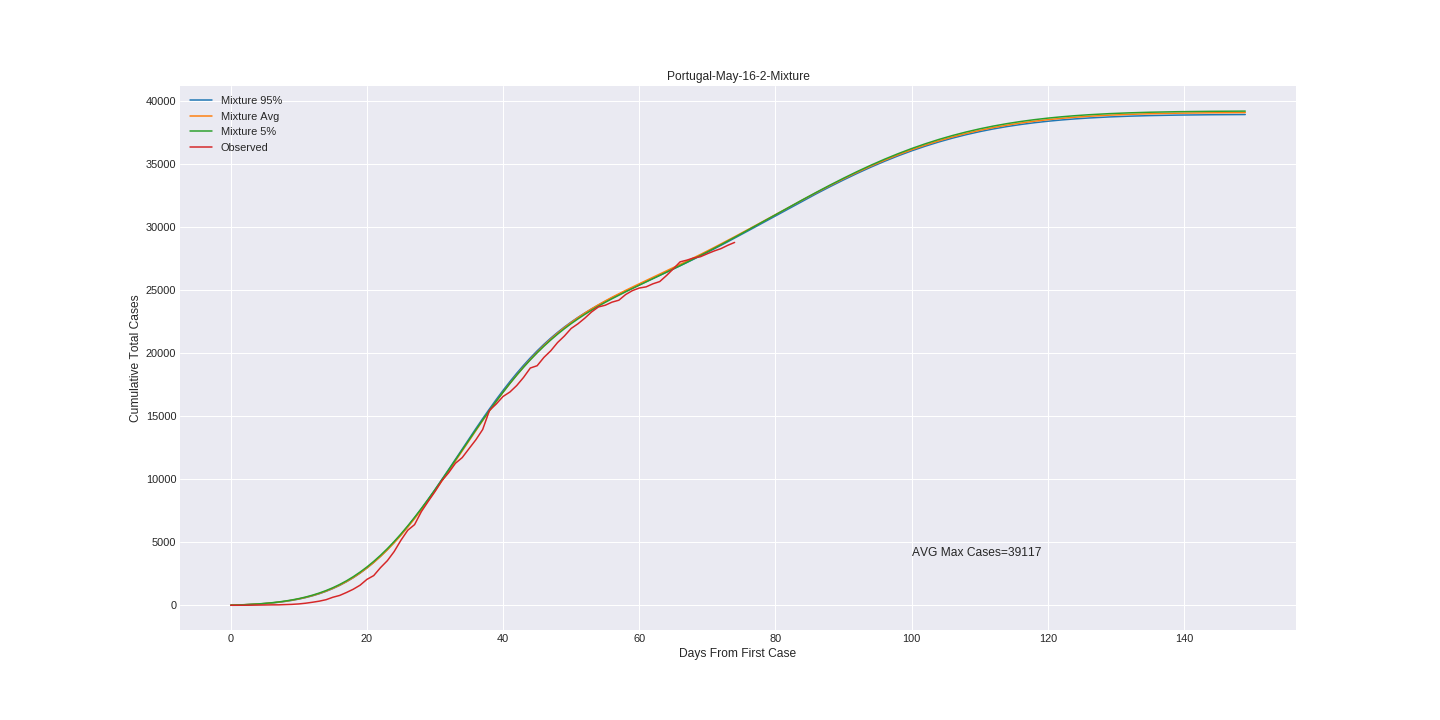 Portugal-May-16-2-Mixture
Mixture 95%
Mixture Avg
Mixture 5%
Observed
40000
35000
30000
25000
20000
15000
10000
5000
0
Cumulative Total Cases
AVG Max Cases=39117
0 20 40 60 80 100 120 140
Days From First Case